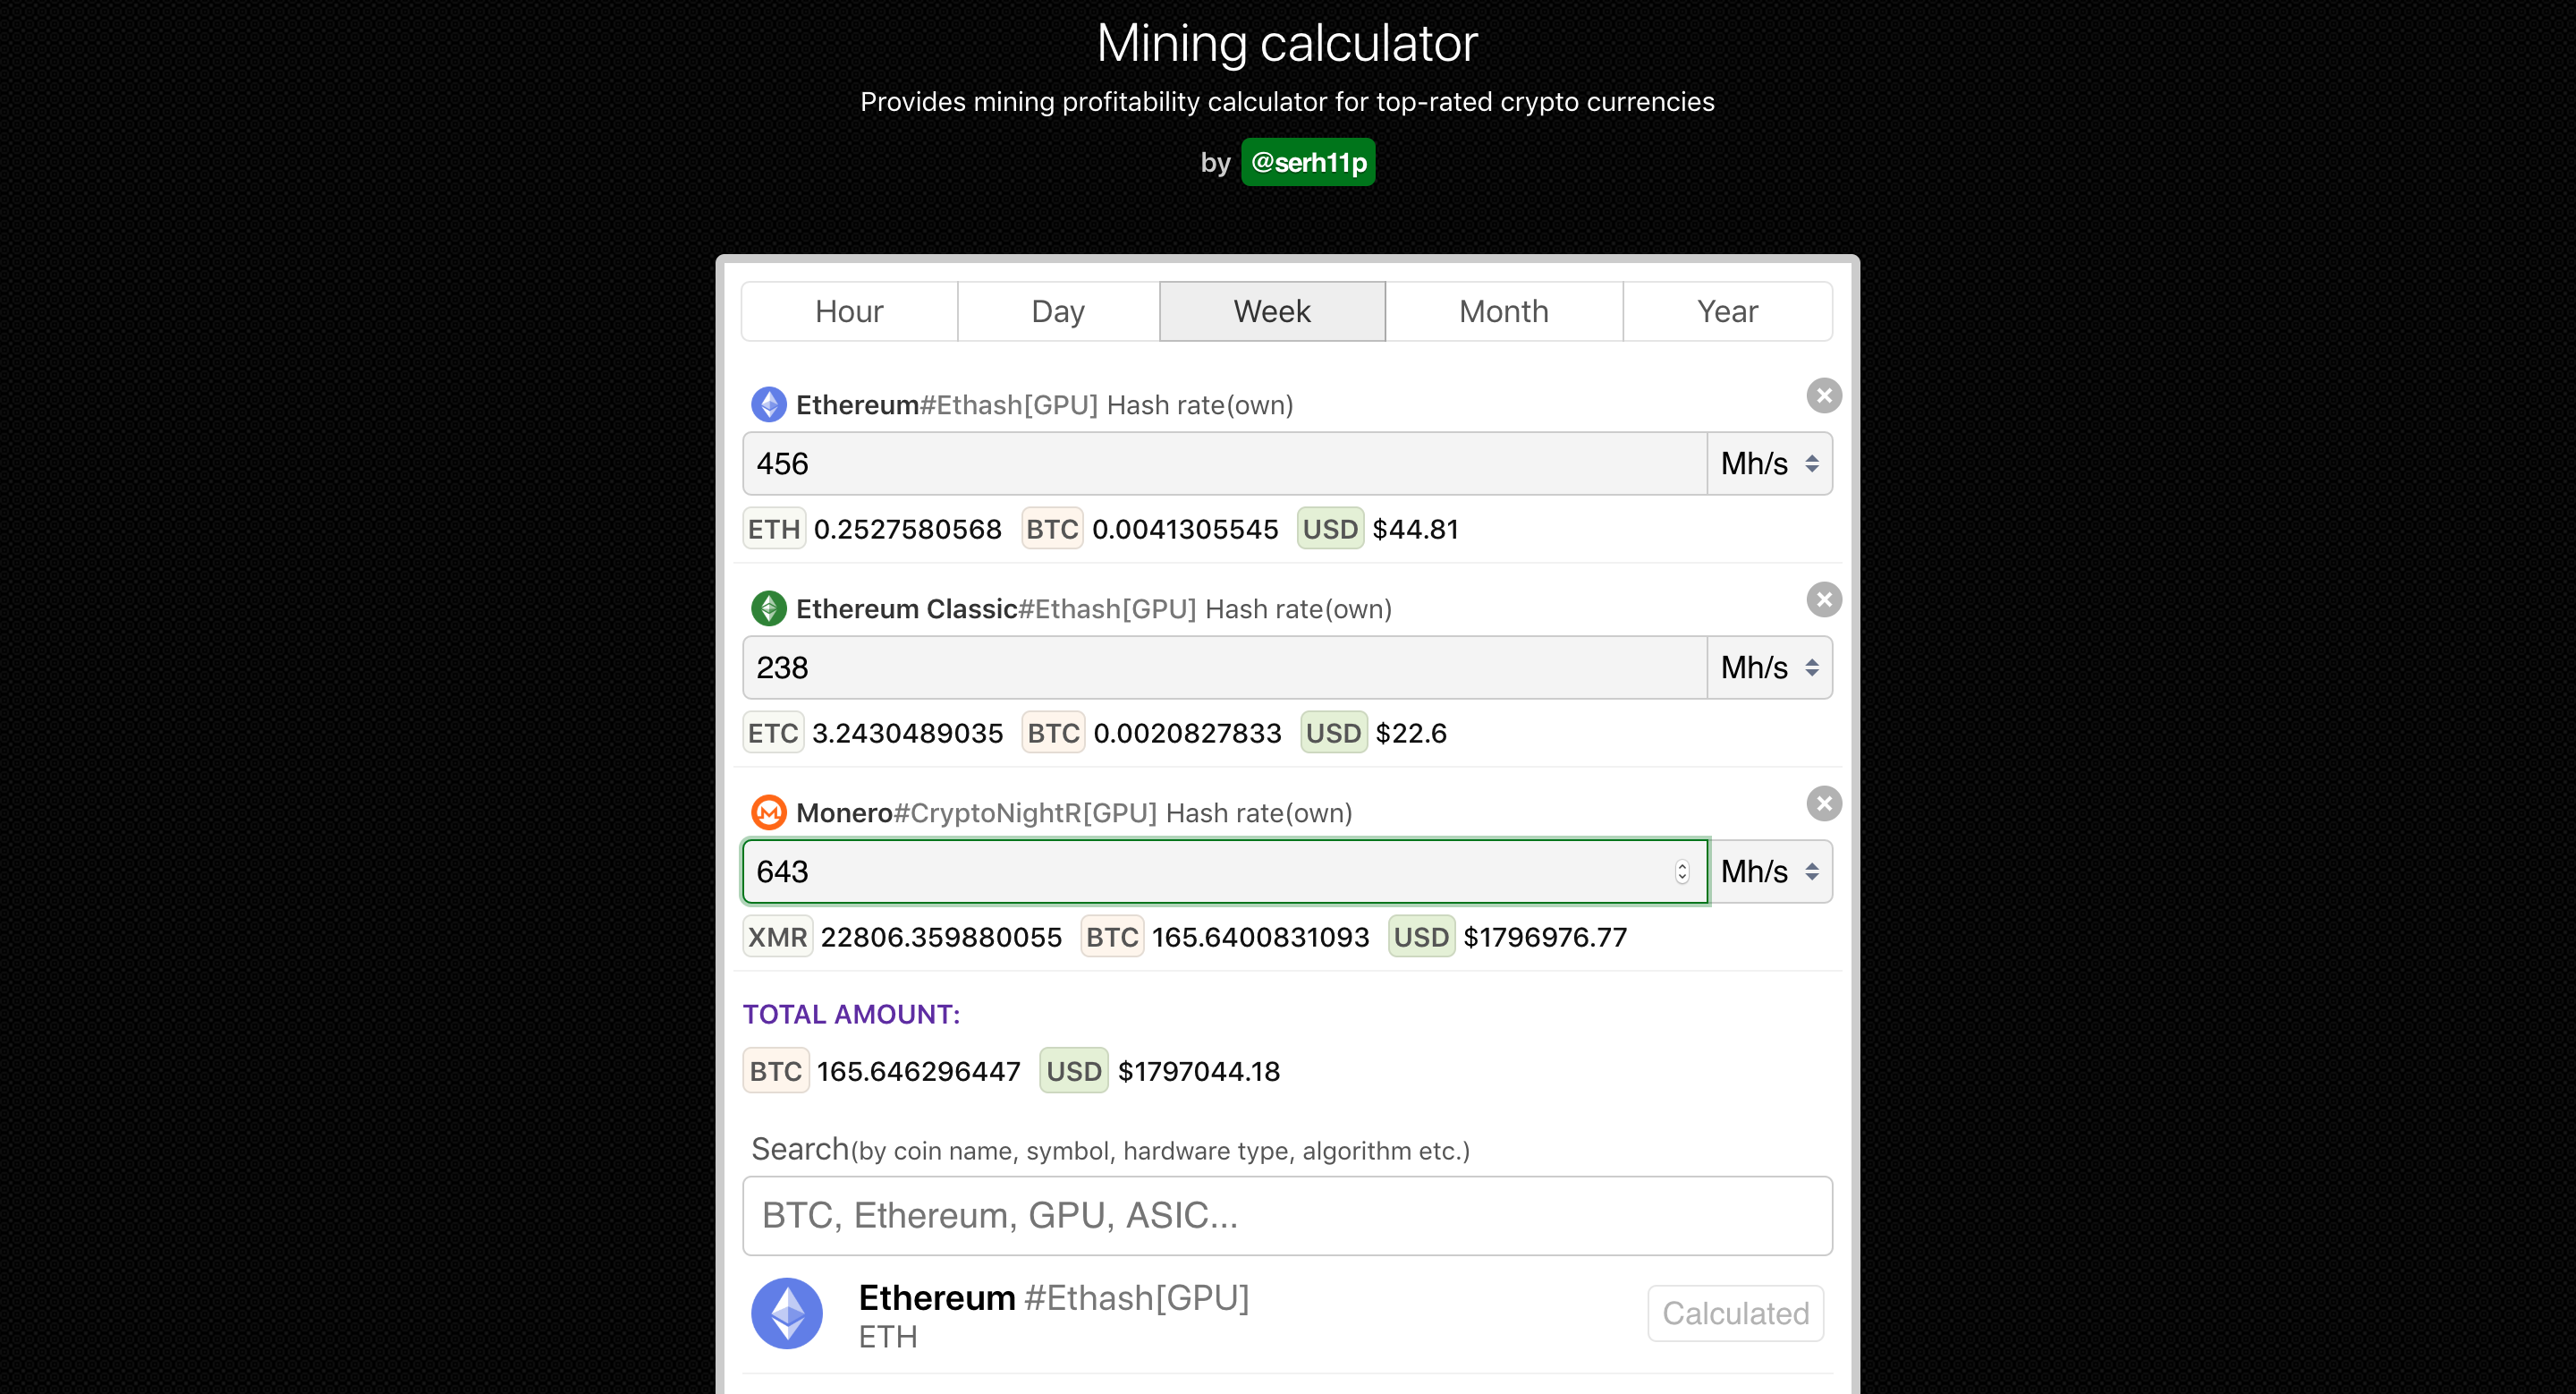 Mining calculator
Provides mining profitability calculator for top-rated crypto currencies
by @serh11p
Hour Day Week Month Year
Ethereum#Ethash[GPU] Hash rate(own)
456 Mh/s
ETH 0.2527580568 BTC 0.0041305545 USD $44.81
Ethereum Classic#Ethash[GPU] Hash rate(own)
238 Mh/s
ETC 3.2430489035 BTC 0.0020827833 USD $22.6
Monero#CryptoNightR[GPU] Hash rate(own)
643 Mh/s
XMR 22806.359880055 BTC 165.6400831093 USD $1796976.77
TOTAL AMOUNT:
BTC 165.646296447 USD $1797044.18
Search(by coin name, symbol, hardware type, algorithm etc.)
BTC, Ethereum, GPU, ASIC...
Ethereum #Ethash[GPU]
ETH
Calculated